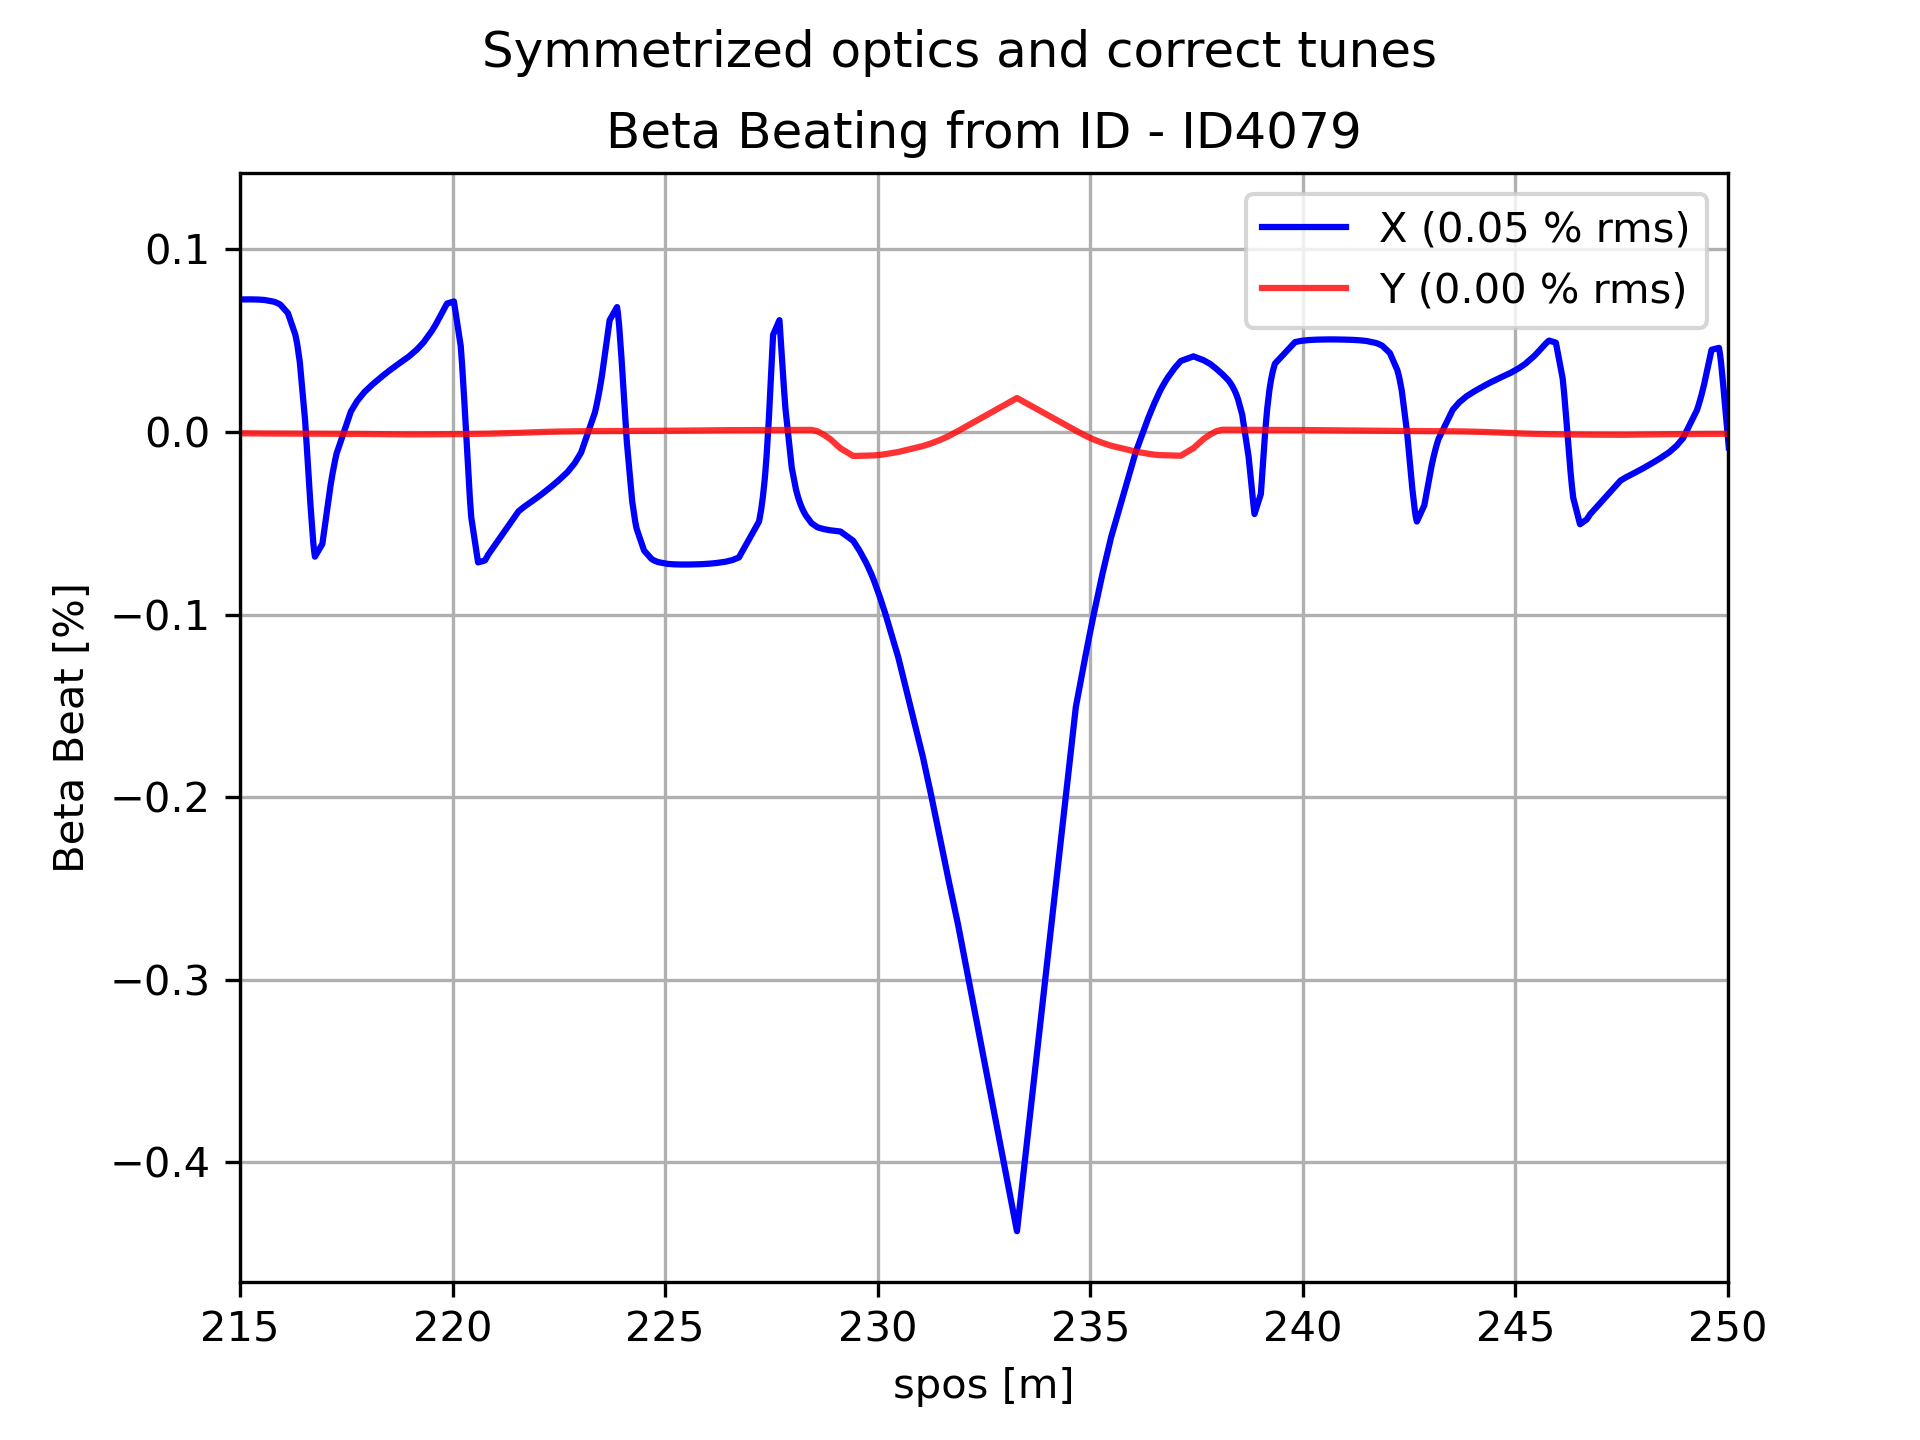 Symmetrized optics and correct tunes
Beta Beating from ID - ID4079
X (0.05 % rms)
Y (0.00 % rms)
Beta Beat [%]
0.1
0.0
−0.1
−0.2
−0.3
−0.4
215 220 225 230 235 240 245 250
spos [m]